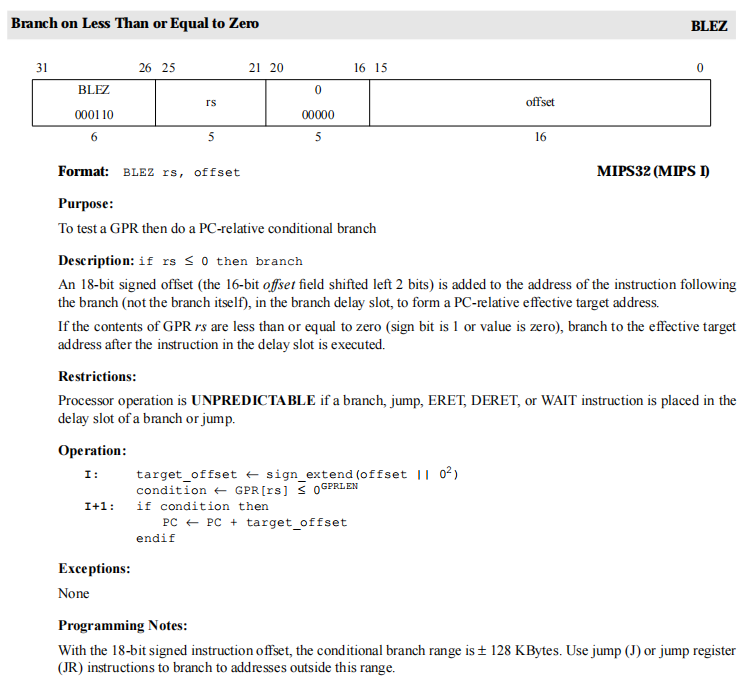 Branch on Less Than or Equal to Zero BLEZ
31 26 25 21 20 16 15 0
BLEZ rs 0 offset
000110 00000
6 5 5 16
Format: BLEZ rs, offset MIPS32 (MIPS I)
Purpose:
To test a GPR then do a PC-relative conditional branch
Description: if rs ≤ 0 then branch
An 18-bit signed offset (the 16-bit offset field shifted left 2 bits) is added to the address of the instruction following
the branch (not the branch itself), in the branch delay slot, to form a PC-relative effective target address.
If the contents of GPR rs are less than or equal to zero (sign bit is 1 or value is zero), branch to the effective target
address after the instruction in the delay slot is executed.
Restrictions:
Processor operation is UNPREDICTABLE if a branch, jump, ERET, DERET, or WAIT instruction is placed in the
delay slot of a branch or jump.
Operation:
I: target_offset ← sign_extend(offset || 0²)
condition ← GPR[rs] ≤ 0^GPRLEN
I+1: if condition then
PC ← PC + target_offset
endif
Exceptions:
None
Programming Notes:
With the 18-bit signed instruction offset, the conditional branch range is ± 128 KBytes. Use jump (J) or jump register
(JR) instructions to branch to addresses outside this range.